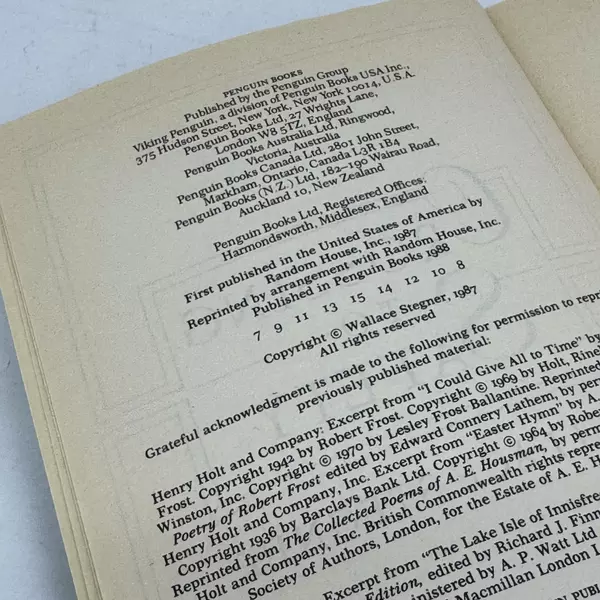 PENGUIN BOOKS
Published by the Penguin Group
Viking Penguin, a division of Penguin Books USA Inc.,
375 Hudson Street, New York, New York 10014, U.S.A.
Penguin Books Ltd, 27 Wrights Lane,
London W8 5TZ, England
Penguin Books Australia Ltd, Ringwood,
Victoria, Australia
Penguin Books Canada Ltd, 2801 John Street,
Markham, Ontario, Canada L3R 1B4
Penguin Books (N.Z.) Ltd, 182–190 Wairau Road,
Auckland 10, New Zealand
Penguin Books Ltd, Registered Offices:
Harmondsworth, Middlesex, England
First published in the United States of America by
Random House, Inc., 1987
Reprinted by arrangement with Random House, Inc.
Published in Penguin Books 1988
7 9 11 13 15 14 12 10 8
Copyright © Wallace Stegner, 1987
All rights reserved
Grateful acknowledgment is made to the following for permission to repri
previously published material:
Henry Holt and Company: Excerpt from "I Could Give All to Time" by
Frost. Copyright 1942 by Robert Frost. Copyright © 1969 by Holt, Rine
Winston, Inc. Copyright © 1970 by Lesley Frost Ballantine. Reprinted
Poetry of Robert Frost edited by Edward Connery Lathem, by per
Henry Holt and Company, Inc. Excerpt from "Easter Hymn" by A.
Copyright 1936 by Barclays Bank Ltd. Copyright © 1964 by Robert
Reprinted from The Collected Poems of A. E. Housman, by perm
Holt and Company, Inc. British Commonwealth rights repre
Society of Authors, London, for the Estate of A. E. H
Excerpt from "The Lake Isle of Innisfre
Edition, edited by Richard J. Finn
ministered by A. P. Watt Ltd
Macmillan London L
N PUBL